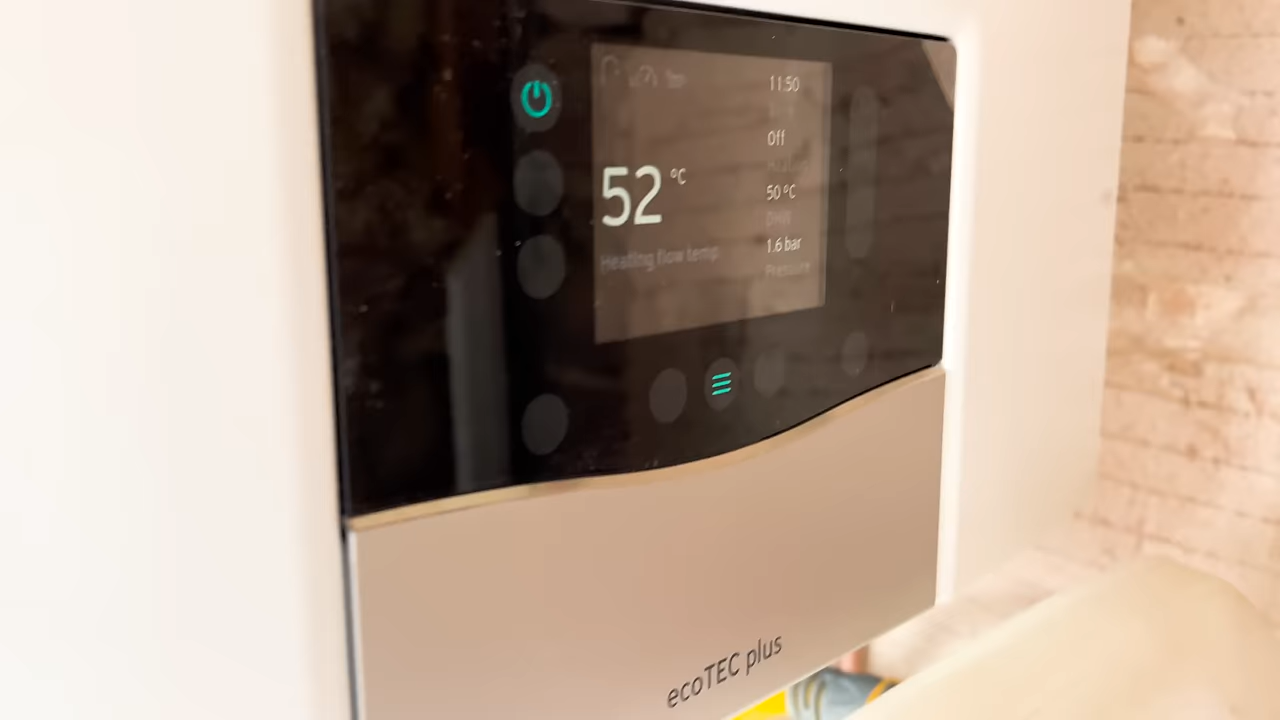 11:50
Off
52 °C
50 °C
DHW
1.6 bar
Heating flow temp
Pressure
ecoTEC plus